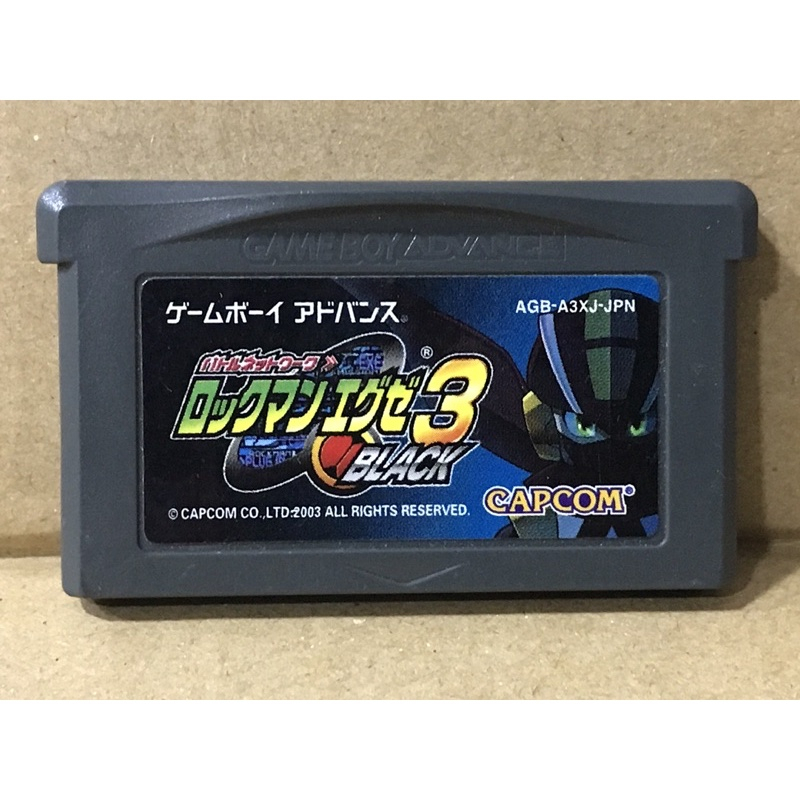 GAME BOY ADVANCE
ゲームボーイ アドバンス®
AGB-A3XJ-JPN
バトルネットワーク
ロックマン エグゼ3®
BLACK
CAPCOM®
© CAPCOM CO.,LTD.2003 ALL RIGHTS RESERVED.